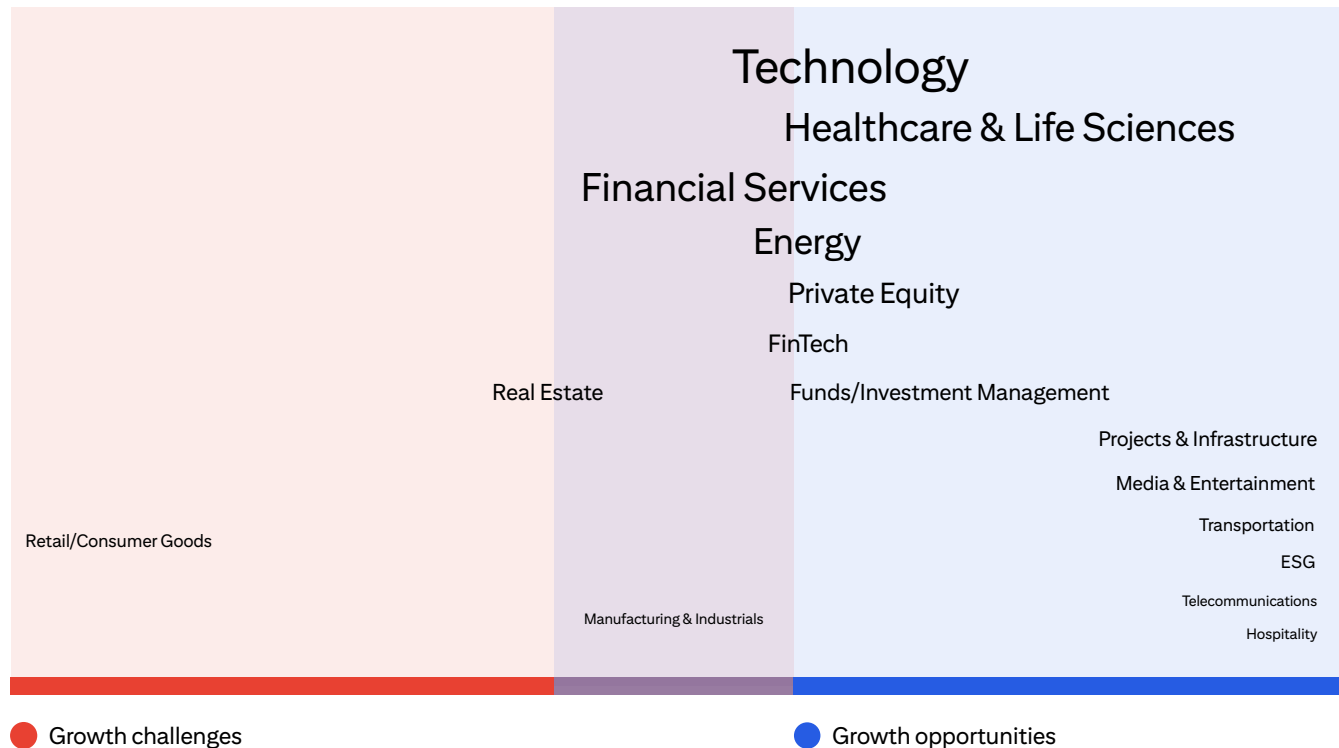 Technology
Healthcare & Life Sciences
Financial Services
Energy
Private Equity
FinTech
Real Estate
Funds/Investment Management
Projects & Infrastructure
Media & Entertainment
Transportation
Retail/Consumer Goods
ESG
Telecommunications
Manufacturing & Industrials
Hospitality
Growth challenges
Growth opportunities